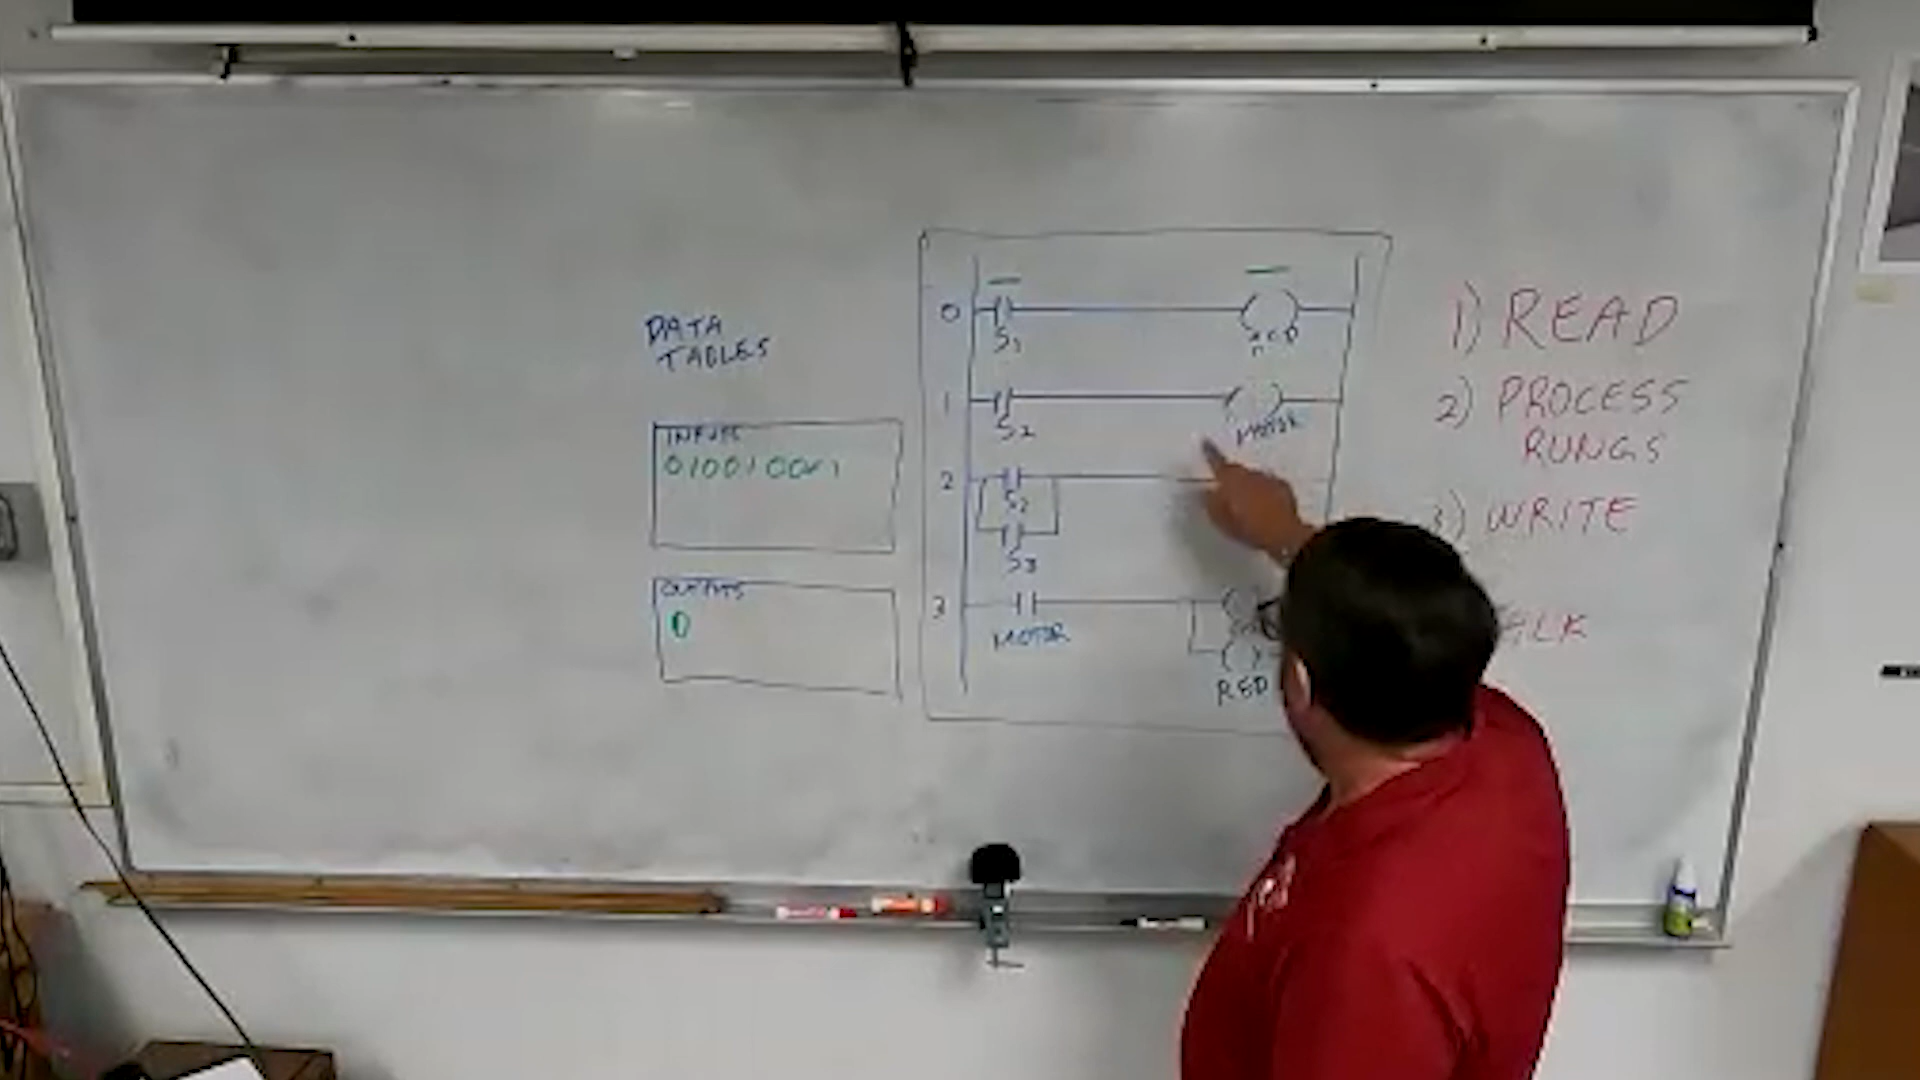 DATA
TABLES
INPUTS
OUTPUTS
0
0
S1
1
S2
MOTOR
2
S2
S3
3
MOTOR
RED
1) READ
2) PROCESS
RUNGS
3) WRITE